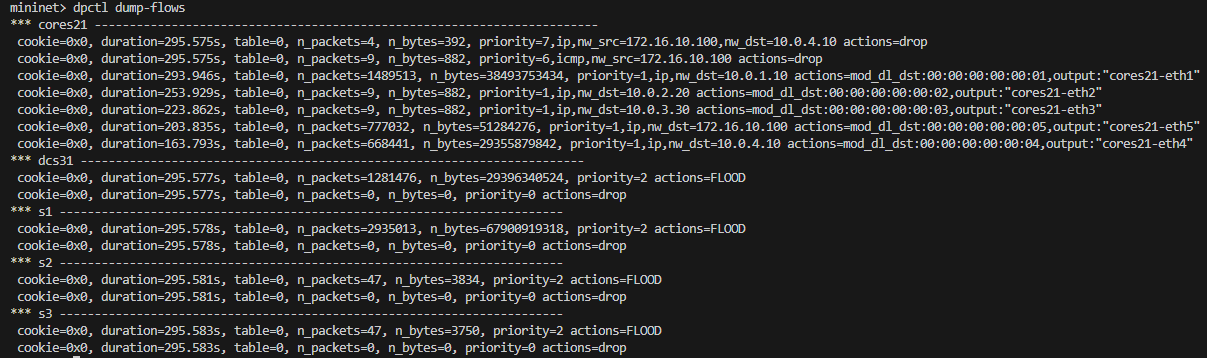 mininet> dpctl dump-flows
*** cores21 ------------------------------------------------------------------------
 cookie=0x0, duration=295.575s, table=0, n_packets=4, n_bytes=392, priority=7,ip,nw_src=172.16.10.100,nw_dst=10.0.4.10 actions=drop
 cookie=0x0, duration=295.575s, table=0, n_packets=9, n_bytes=882, priority=6,icmp,nw_src=172.16.10.100 actions=drop
 cookie=0x0, duration=293.946s, table=0, n_packets=1489513, n_bytes=38493753434, priority=1,ip,nw_dst=10.0.1.10 actions=mod_dl_dst:00:00:00:00:00:01,output:"cores21-eth1"
 cookie=0x0, duration=253.929s, table=0, n_packets=9, n_bytes=882, priority=1,ip,nw_dst=10.0.2.20 actions=mod_dl_dst:00:00:00:00:00:02,output:"cores21-eth2"
 cookie=0x0, duration=223.862s, table=0, n_packets=9, n_bytes=882, priority=1,ip,nw_dst=10.0.3.30 actions=mod_dl_dst:00:00:00:00:00:03,output:"cores21-eth3"
 cookie=0x0, duration=203.835s, table=0, n_packets=777032, n_bytes=51284276, priority=1,ip,nw_dst=172.16.10.100 actions=mod_dl_dst:00:00:00:00:00:05,output:"cores21-eth5"
 cookie=0x0, duration=163.793s, table=0, n_packets=668441, n_bytes=29355879842, priority=1,ip,nw_dst=10.0.4.10 actions=mod_dl_dst:00:00:00:00:00:04,output:"cores21-eth4"
*** dcs31 ------------------------------------------------------------------------
 cookie=0x0, duration=295.577s, table=0, n_packets=1281476, n_bytes=29396340524, priority=2 actions=FLOOD
 cookie=0x0, duration=295.577s, table=0, n_packets=0, n_bytes=0, priority=0 actions=drop
*** s1 ------------------------------------------------------------------------
 cookie=0x0, duration=295.578s, table=0, n_packets=2935013, n_bytes=67900919318, priority=2 actions=FLOOD
 cookie=0x0, duration=295.578s, table=0, n_packets=0, n_bytes=0, priority=0 actions=drop
*** s2 ------------------------------------------------------------------------
 cookie=0x0, duration=295.581s, table=0, n_packets=47, n_bytes=3834, priority=2 actions=FLOOD
 cookie=0x0, duration=295.581s, table=0, n_packets=0, n_bytes=0, priority=0 actions=drop
*** s3 ------------------------------------------------------------------------
 cookie=0x0, duration=295.583s, table=0, n_packets=47, n_bytes=3750, priority=2 actions=FLOOD
 cookie=0x0, duration=295.583s, table=0, n_packets=0, n_bytes=0, priority=0 actions=drop